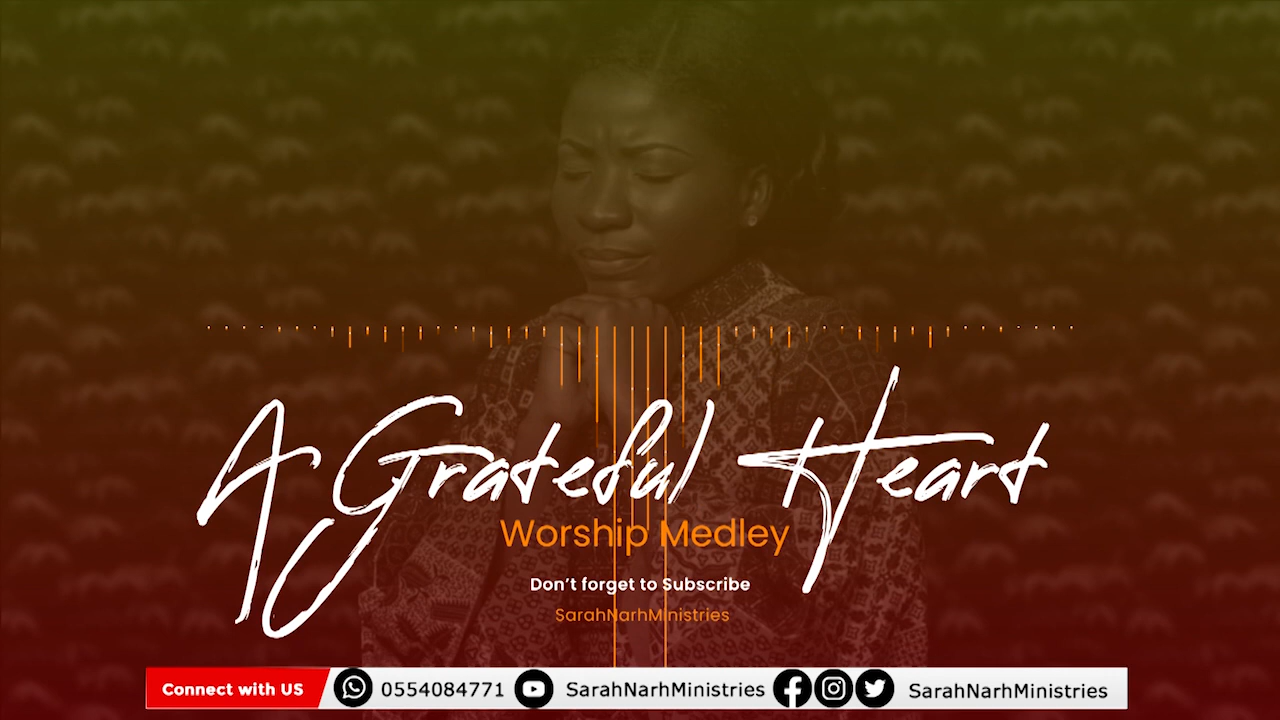 A Grateful Heart
Worship Medley
Don't forget to Subscribe
SarahNarhMinistries
Connect with US 0554084771 SarahNarhMinistries SarahNarhMinistries